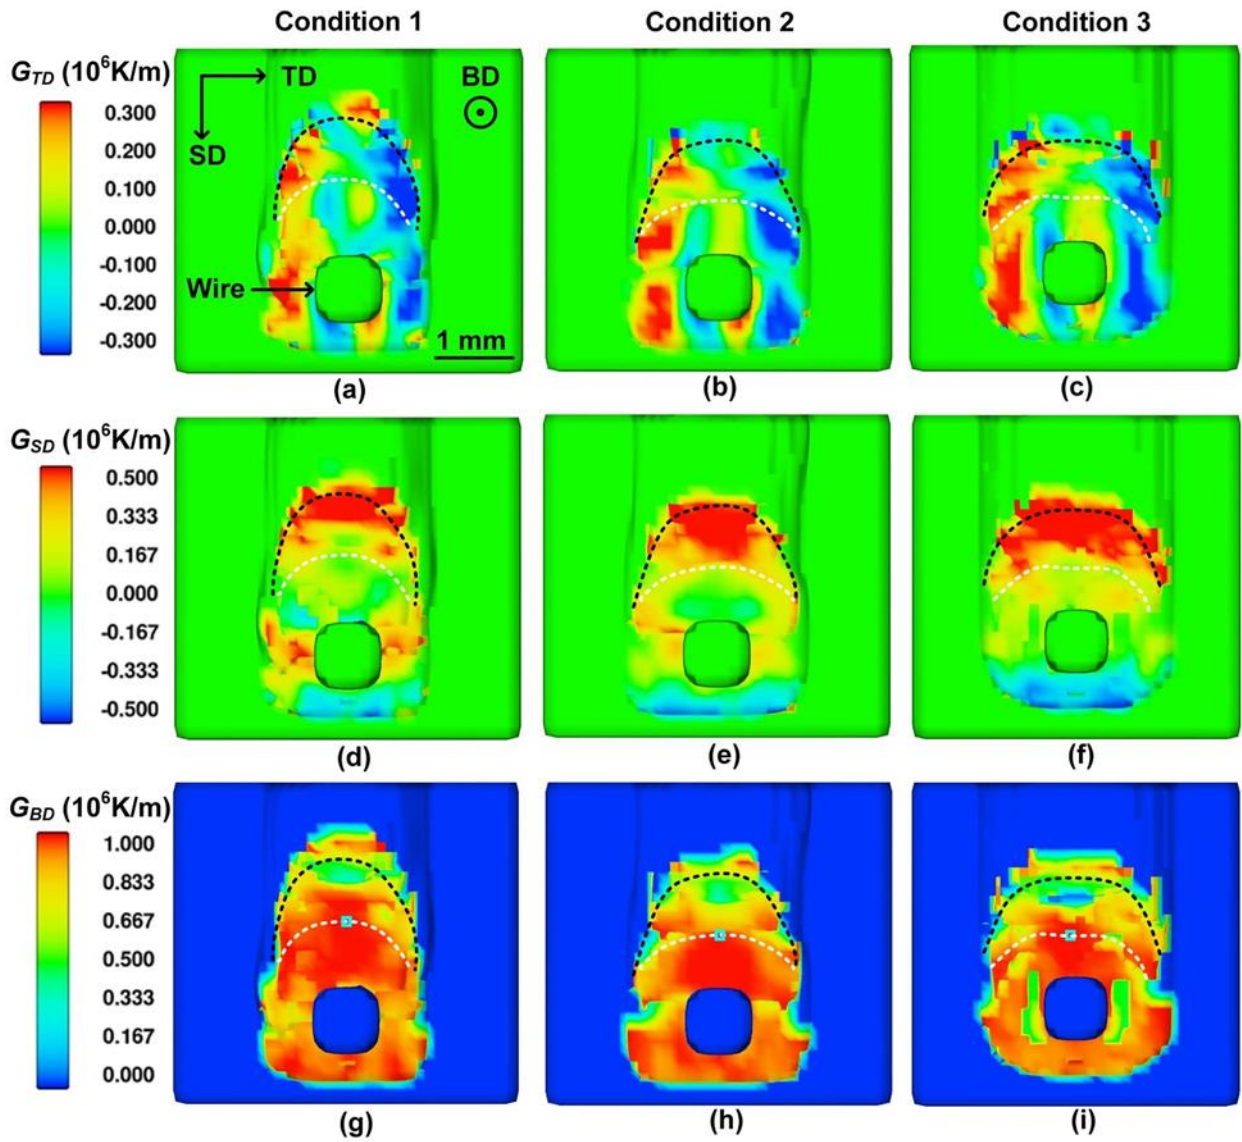 Condition 1 Condition 2 Condition 3
G_TD (10^6K/m)
TD
BD
SD
Wire
1 mm
0.300
0.200
0.100
0.000
-0.100
-0.200
-0.300
(a) (b) (c)
G_SD (10^6K/m)
0.500
0.333
0.167
0.000
-0.167
-0.333
-0.500
(d) (e) (f)
G_BD (10^6K/m)
1.000
0.833
0.667
0.500
0.333
0.167
0.000
(g) (h) (i)